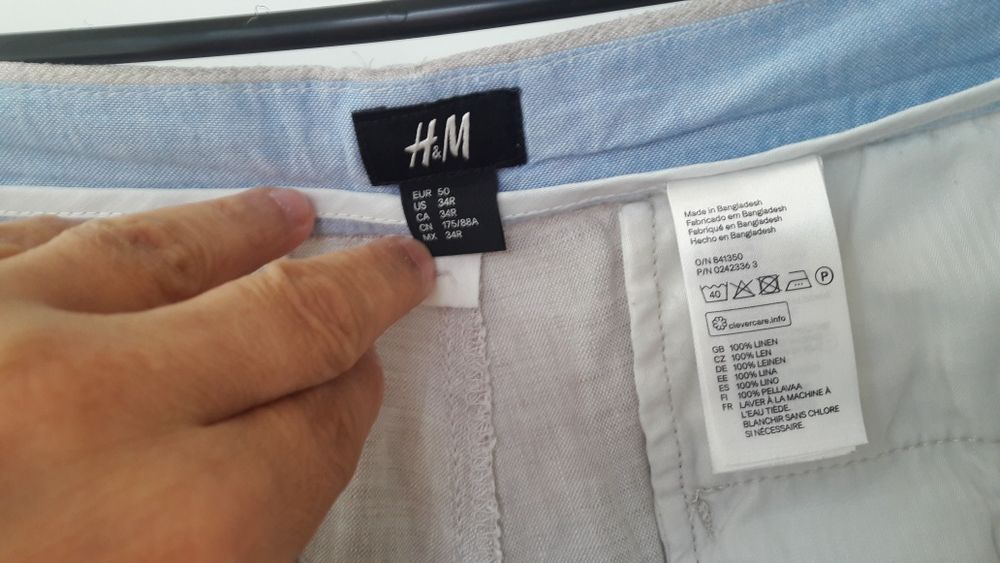 H&M
EUR 50
US 34R
CA 34R
CN 175/88A
MX 34R
Made in Bangladesh
Fabricado em Bangladesh
Fabriqué en Bangladesh
Hecho en Bangladesh
O/N 841350
P/N 0242336 3
40 P
clevercare.info
GB 100% LINEN
CZ 100% LEN
DE 100% LEINEN
EE 100% LINA
ES 100% LINO
FI 100% PELLAVAA
FR LAVER À LA MACHINE À
L'EAU TIÈDE.
BLANCHIR SANS CHLORE
SI NÉCESSAIRE.